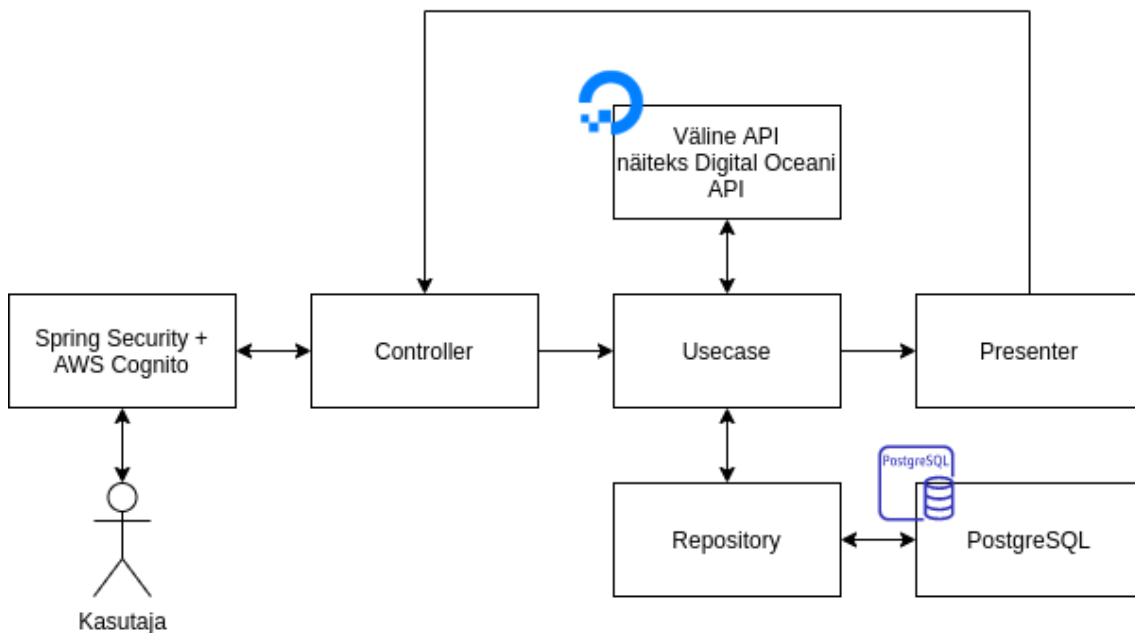 Väline API
näiteks Digital Oceani
API
Spring Security +
AWS Cognito
Controller
Usecase
Presenter
PostgreSQL
Repository
PostgreSQL
Kasutaja